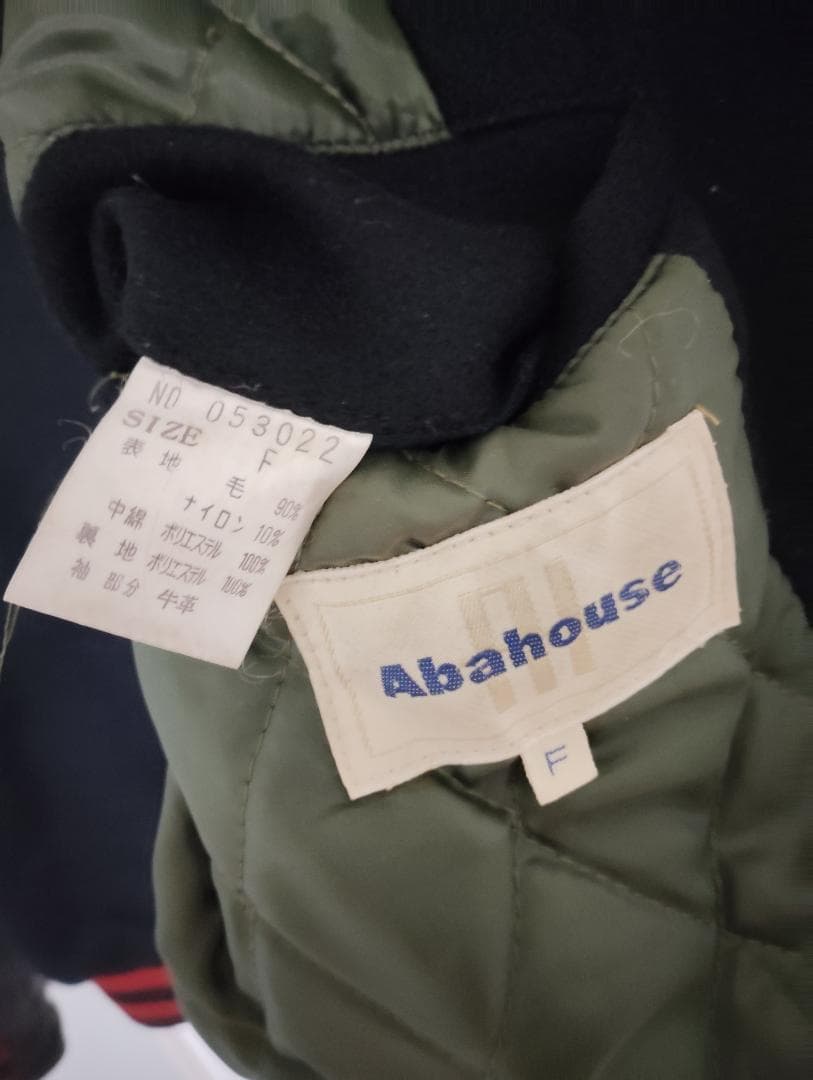 NO 053022
SIZE F
表地 毛 90%
ナイロン 10%
中綿 ポリエステル 100%
裏地 ポリエステル 100%
袖部分 牛革
Abahouse
F